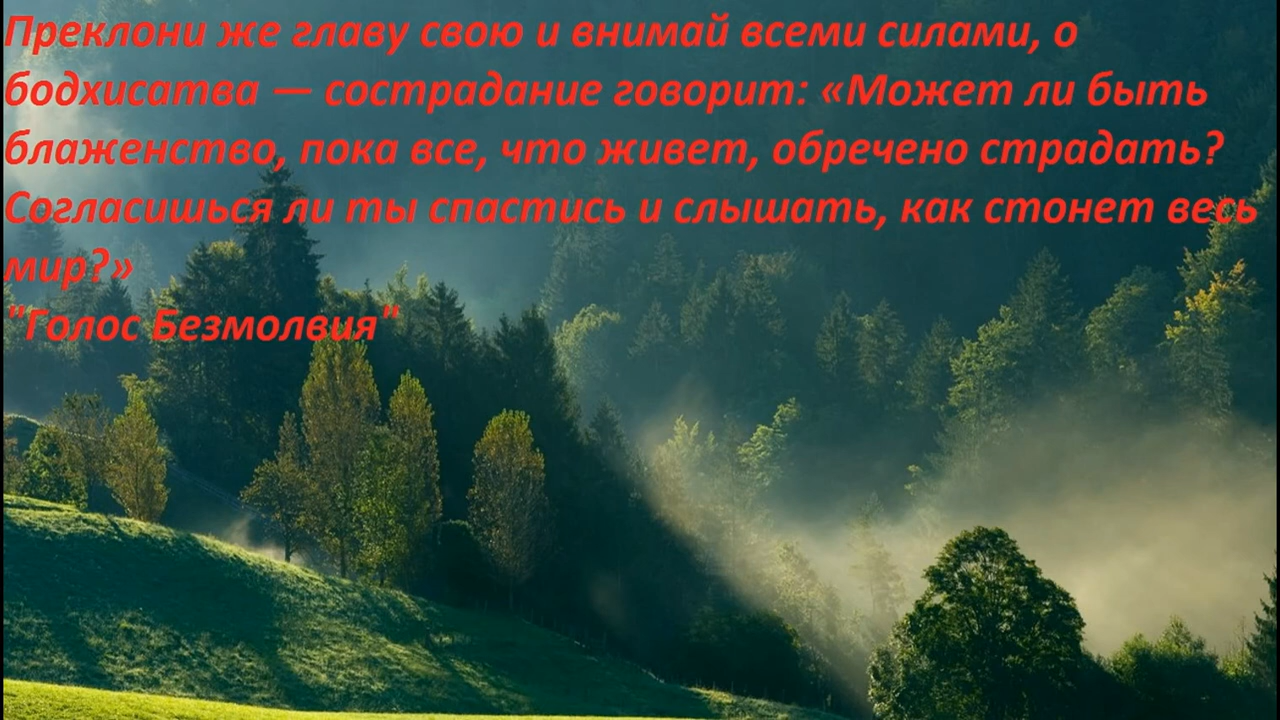 Преклони же главу свою и внимай всеми силами, о
бодхисатва — сострадание говорит: «Может ли быть
блаженство, пока все, что живет, обречено страдать?
Согласишься ли ты спастись и слышать, как стонет весь
мир?»
"Голос Безмолвия"